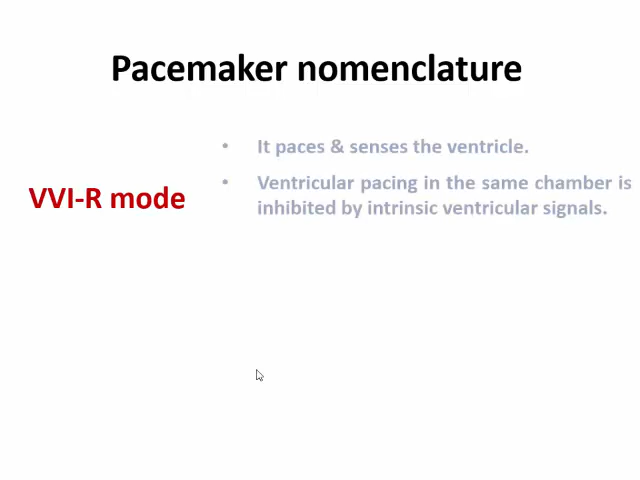 Pacemaker nomenclature
• It paces & senses the ventricle.
VVI-R mode
• Ventricular pacing in the same chamber is
inhibited by intrinsic ventricular signals.